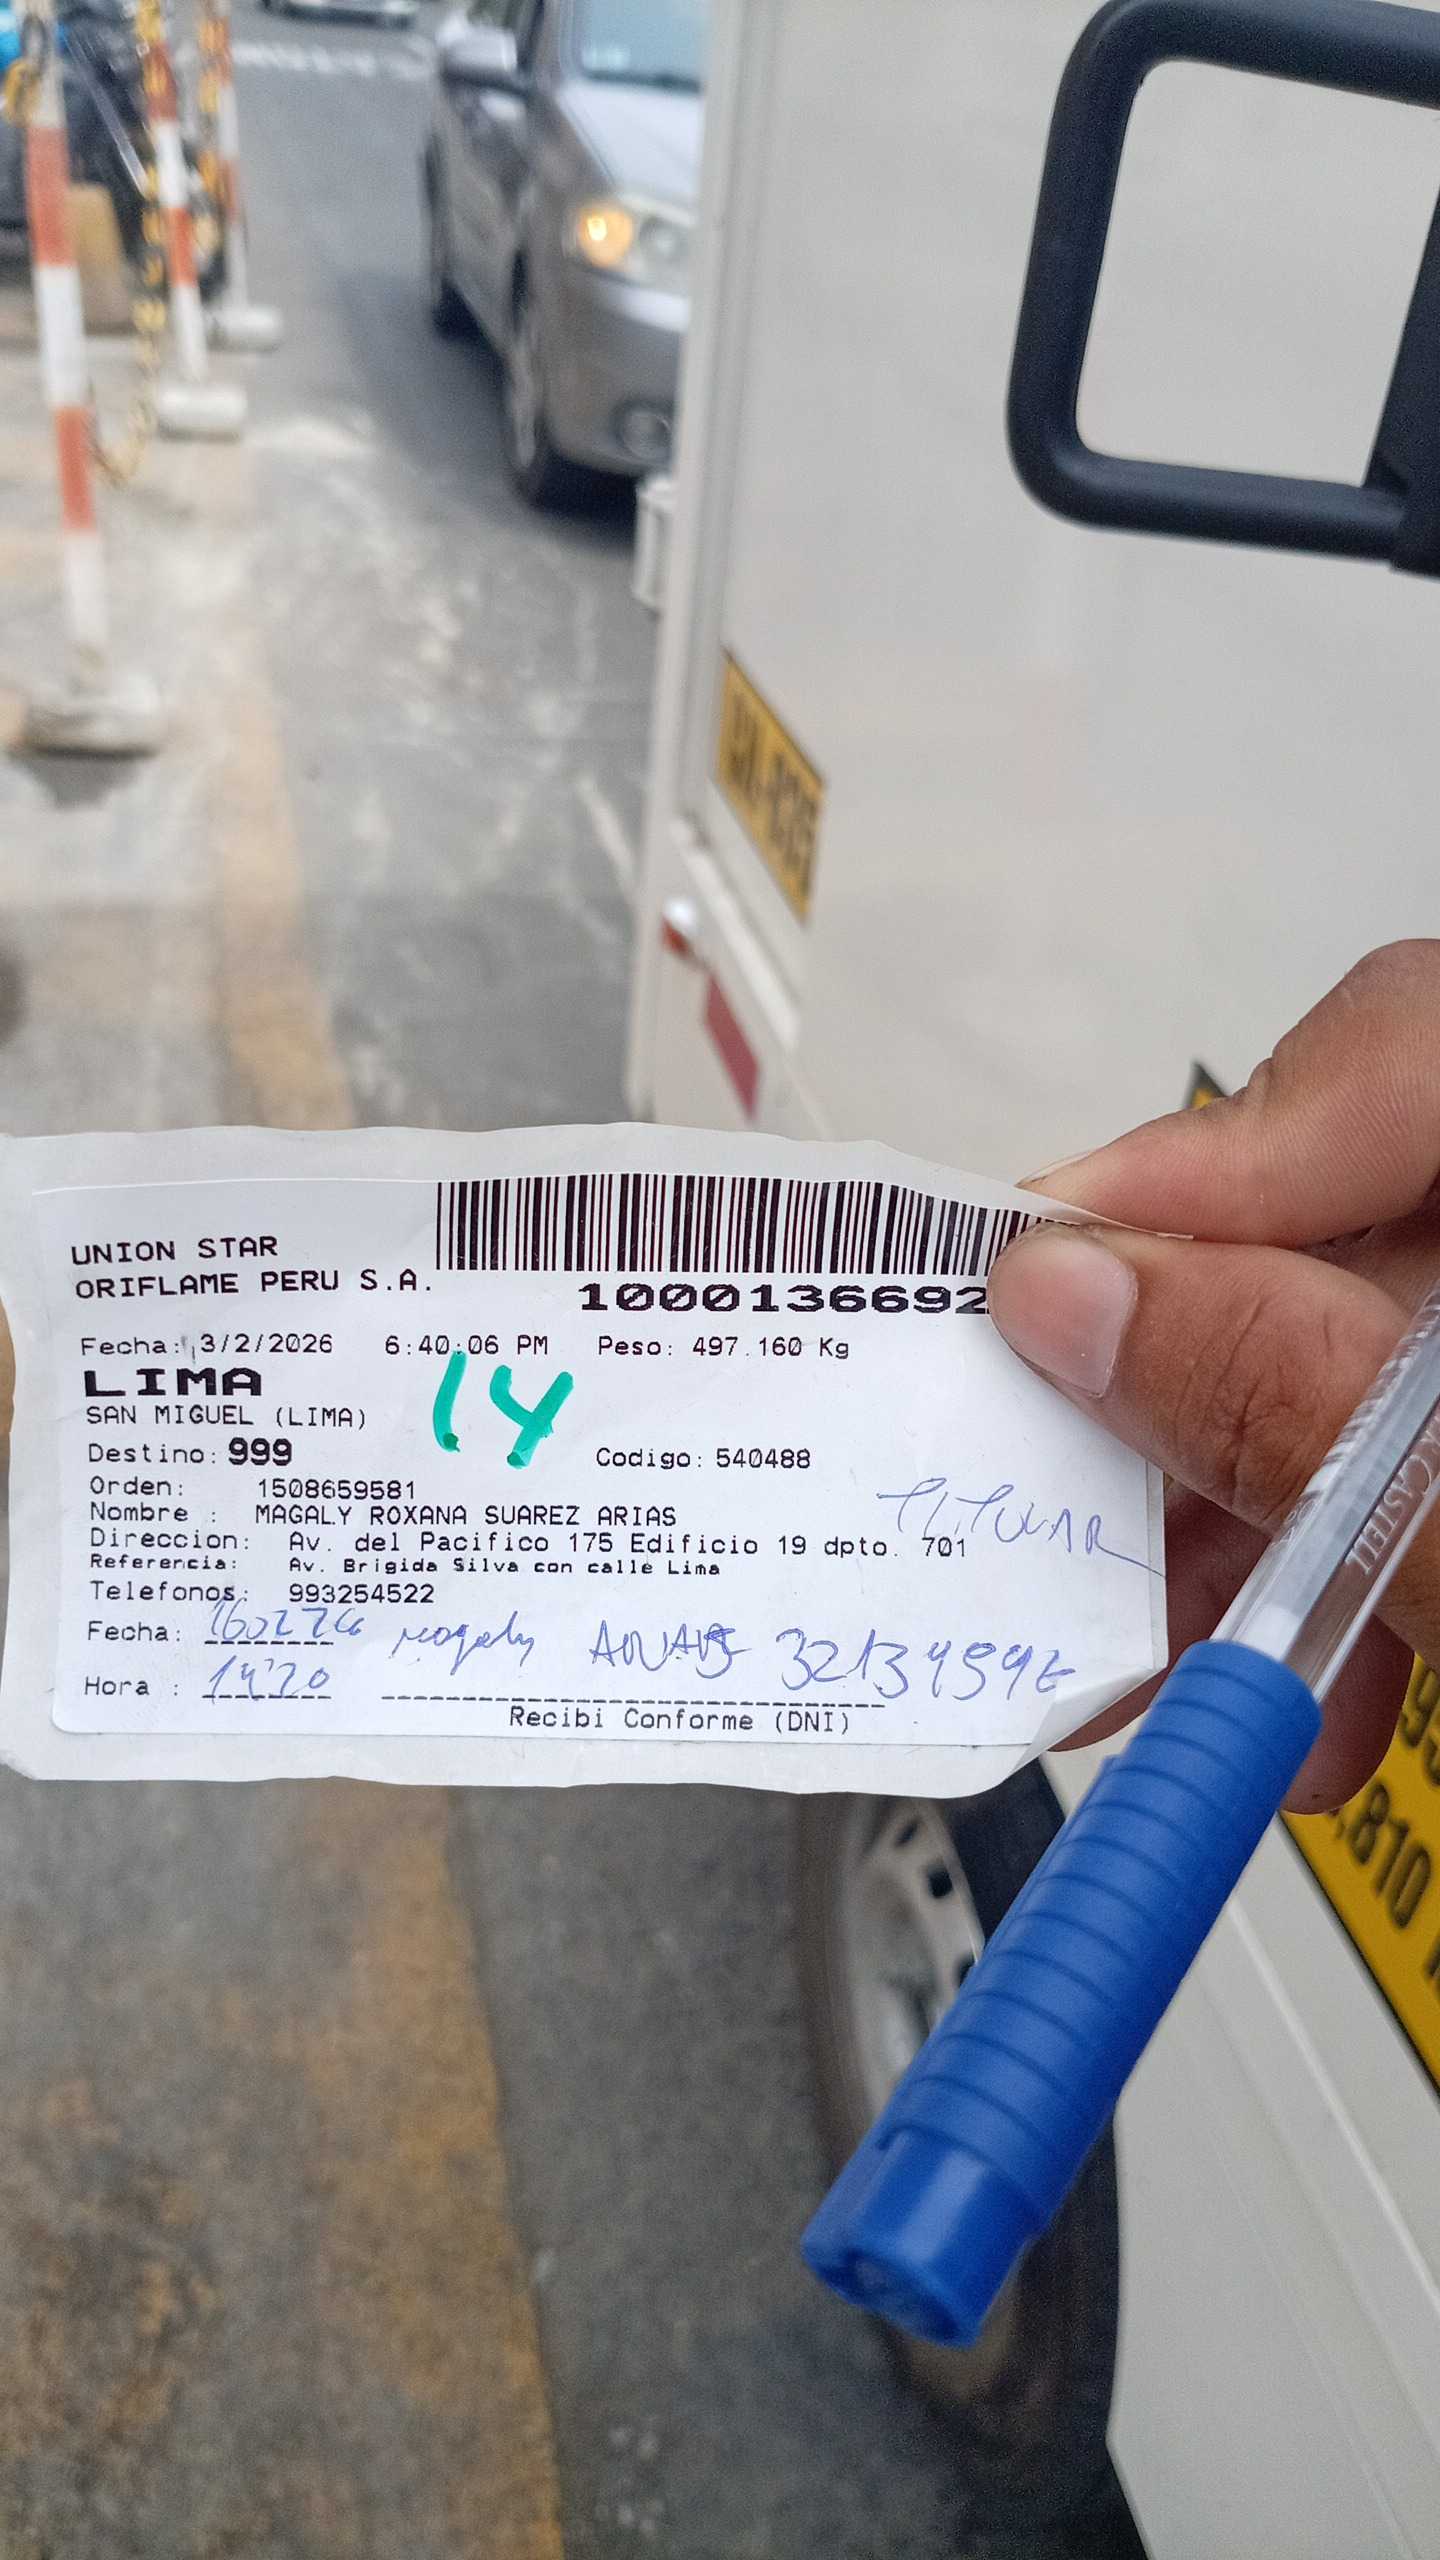 UNION STAR
ORIFLAME PERU S.A.
1000136692
Fecha: 3/2/2026 6:40:06 PM Peso: 497.160 Kg
LIMA
14
SAN MIGUEL (LIMA)
Destino: 999 Codigo: 540488
Orden: 1508659581
TITULAR
Nombre : MAGALY ROXANA SUAREZ ARIAS
Direccion: Av. del Pacifico 175 Edificio 19 dpto. 701
Referencia: Av. Brigida Silva con calle Lima
Telefonos: 993254522
Fecha: Magaly
Hora :
Recibi Conforme (DNI)
CASTELL
,810